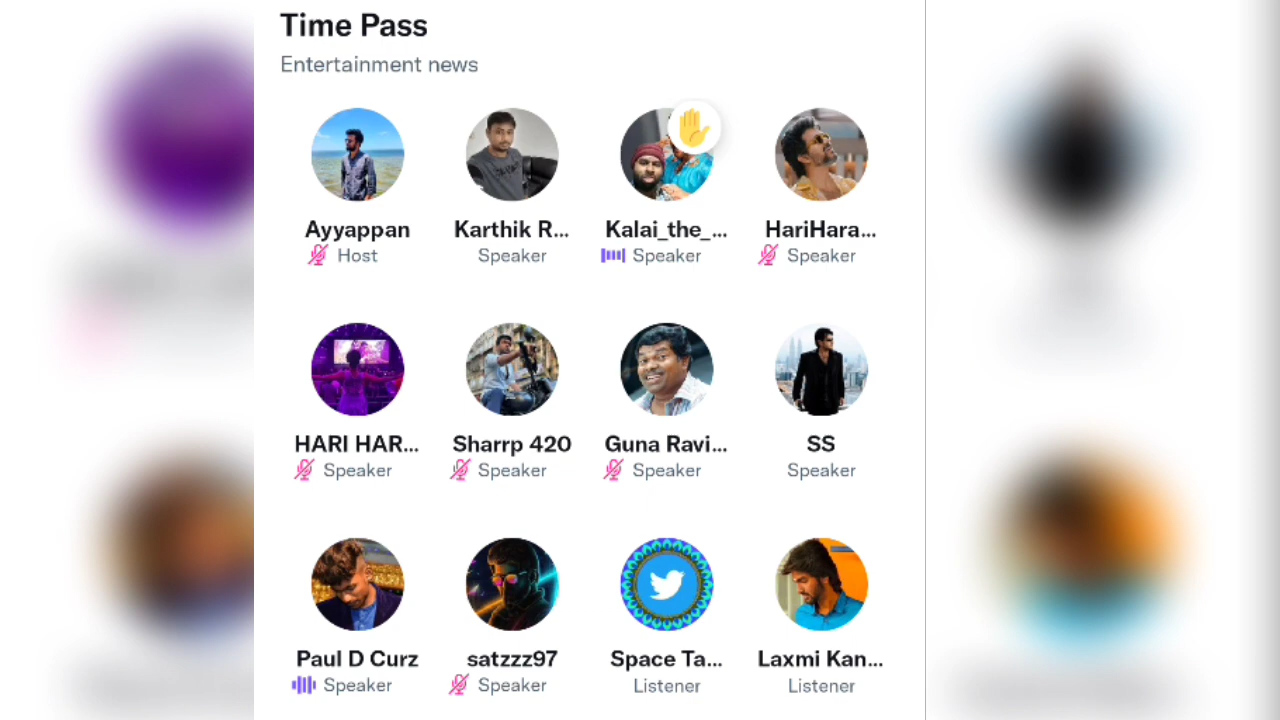 Time Pass
Entertainment news
Ayyappan Karthik R... Kalai_the_... HariHara...
Host Speaker Speaker Speaker
HARI HAR... Sharrp 420 Guna Ravi... SS
Speaker Speaker Speaker Speaker
Paul D Curz satzzz97 Space Ta... Laxmi Kan...
Speaker Speaker Listener Listener